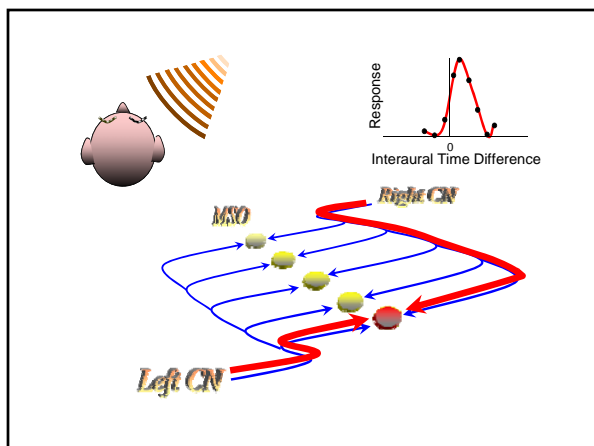 Response
0
Interaural Time Difference
Right CN
MSO
Left CN